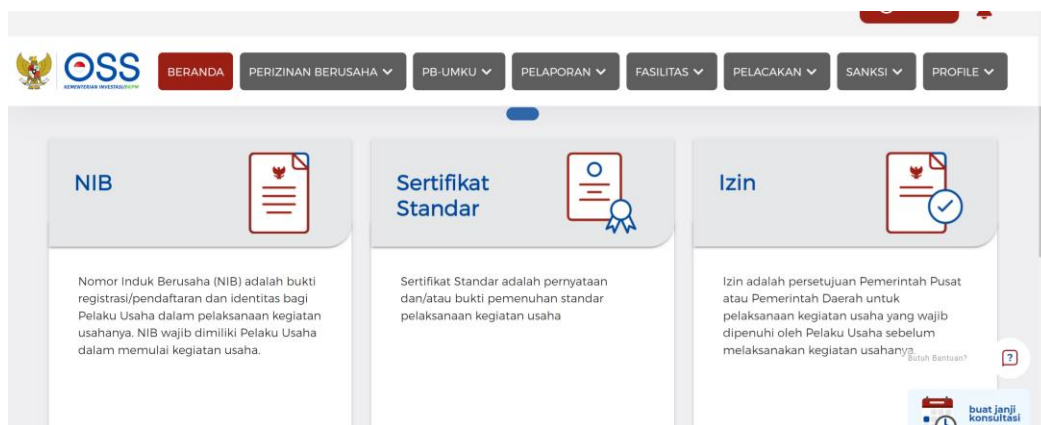 OSS
KEMENTERIAN INVESTASI/BKPM
BERANDA
PERIZINAN BERUSAHA
PB-UMKU
PELAPORAN
FASILITAS
PELACAKAN
SANKSI
PROFILE
NIB
Nomor Induk Berusaha (NIB) adalah bukti
registrasi/pendaftaran dan identitas bagi
Pelaku Usaha dalam pelaksanaan kegiatan
usahanya. NIB wajib dimiliki Pelaku Usaha
dalam memulai kegiatan usaha.
Sertifikat
Standar
Sertifikat Standar adalah pernyataan
dan/atau bukti pemenuhan standar
pelaksanaan kegiatan usaha
Izin
Izin adalah persetujuan Pemerintah Pusat
atau Pemerintah Daerah untuk
pelaksanaan kegiatan usaha yang wajib
dipenuhi oleh Pelaku Usaha sebelum
melaksanakan kegiatan usahanya.
Butuh Bantuan?
?
buat janji
konsultasi